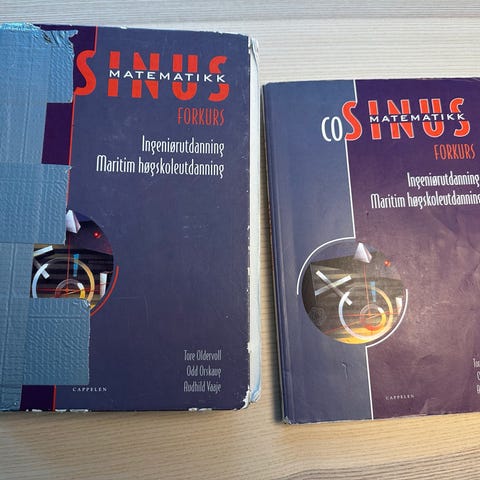 SINUS
MATEMATIKK
FORKURS
Ingeniørutdanning
Maritim høgskoleutdanning
Tore Oldervoll
Odd Orskaug
Audhild Vaaje
CAPPELEN
COSINUS
MATEMATIKK
FORKURS
Ingeniørutdanning
Maritim høgskoleutdanning
CAPPELEN